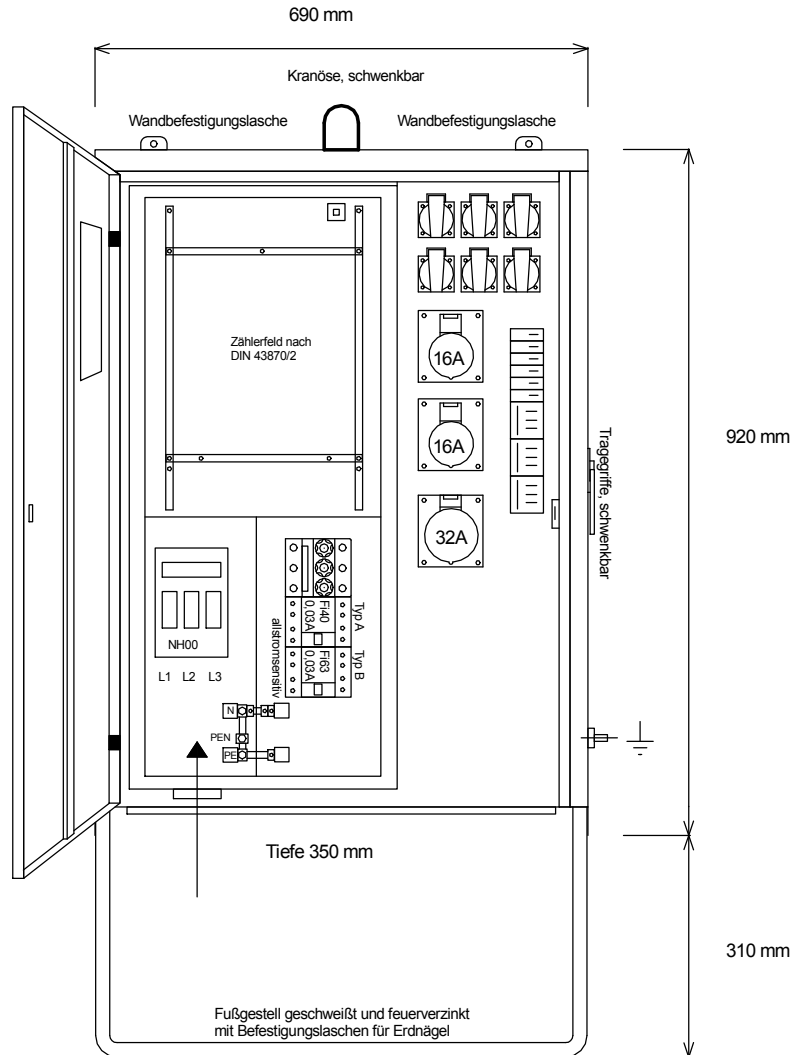 690 mm
Kranöse, schwenkbar
Wandbefestigungslasche
Wandbefestigungslasche
Zählerfeld nach
DIN 43870/2
16A
16A
32A
Tragegriffe, schwenkbar
920 mm
NH00
L1 L2 L3
Fi40
0,03A
Typ A
Fi63
0,03A
Typ B
allstromsensitiv
N
PEN
PE
Tiefe 350 mm
310 mm
Fußgestell geschweißt und feuerverzinkt
mit Befestigungslaschen für Erdnägel